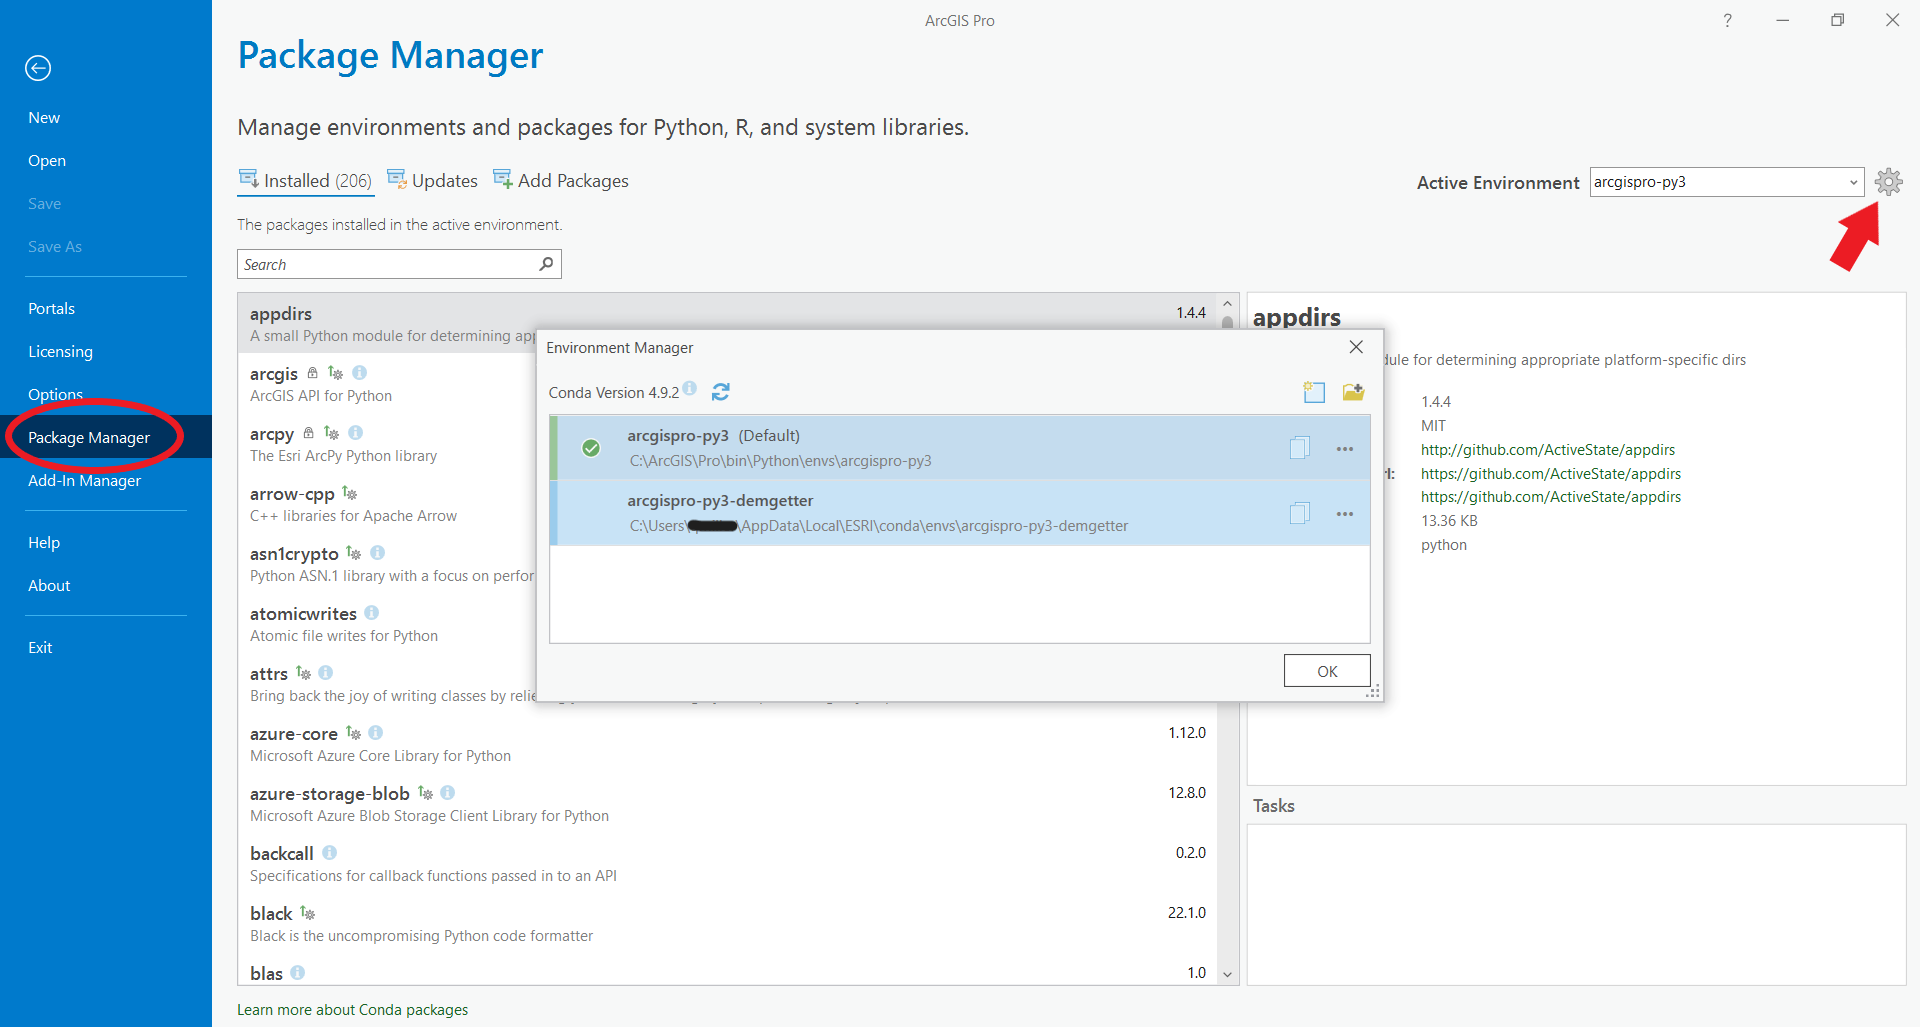 ArcGIS Pro
?
Package Manager
New
Open
Save
Save As
Portals
Licensing
Options
Package Manager
Add-In Manager
Help
About
Exit
Manage environments and packages for Python, R, and system libraries.
Installed (206)
Updates
Add Packages
Active Environment
arcgispro-py3
The packages installed in the active environment.
Search
appdirs
1.4.4
A small Python module for determining app
arcgis
ArcGIS API for Python
arcpy
The Esri ArcPy Python library
arrow-cpp
C++ libraries for Apache Arrow
asn1crypto
Python ASN.1 library with a focus on perfor
atomicwrites
Atomic file writes for Python
attrs
Bring back the joy of writing classes by relie
azure-core
1.12.0
Microsoft Azure Core Library for Python
azure-storage-blob
12.8.0
Microsoft Azure Blob Storage Client Library for Python
backcall
0.2.0
Specifications for callback functions passed in to an API
black
22.1.0
Black is the uncompromising Python code formatter
blas
1.0
Learn more about Conda packages
Environment Manager
Conda Version 4.9.2
arcgispro-py3 (Default)
C:\ArcGIS\Pro\bin\Python\envs\arcgispro-py3
arcgispro-py3-demgetter
C:\Users\ \AppData\Local\ESRI\conda\envs\arcgispro-py3-demgetter
OK
appdirs
dule for determining appropriate platform-specific dirs
1.4.4
MIT
http://github.com/ActiveState/appdirs
rl: https://github.com/ActiveState/appdirs
https://github.com/ActiveState/appdirs
13.36 KB
python
Tasks